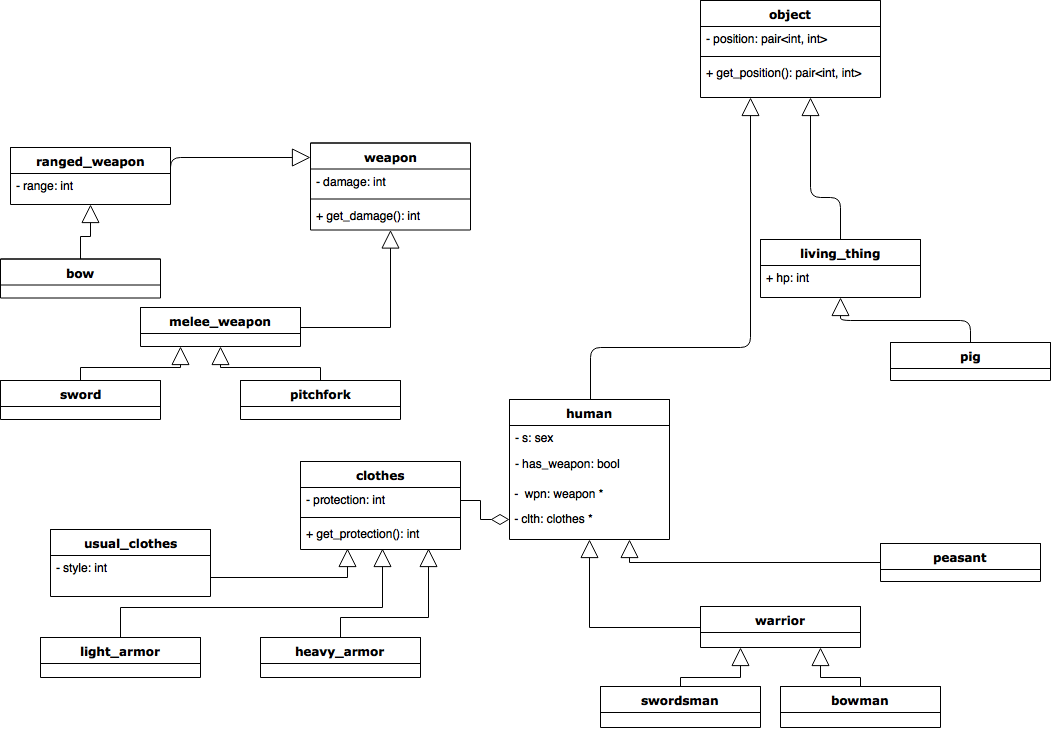 object
- position: pair<int, int>
+ get_position(): pair<int, int>
ranged_weapon
- range: int
weapon
- damage: int
+ get_damage(): int
bow
living_thing
+ hp: int
melee_weapon
pig
sword
pitchfork
human
- s: sex
- has_weapon: bool
- wpn: weapon *
- clth: clothes *
clothes
- protection: int
+ get_protection(): int
usual_clothes
- style: int
peasant
warrior
light_armor
heavy_armor
swordsman
bowman